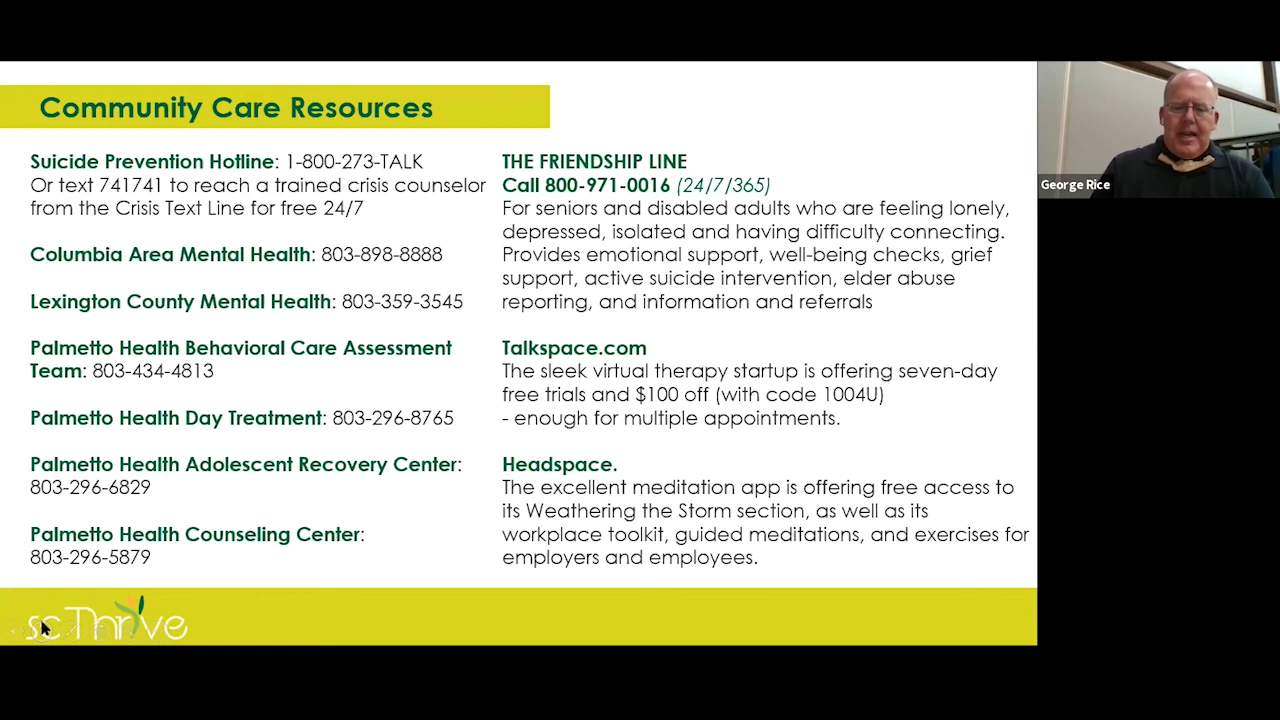 Community Care Resources
Suicide Prevention Hotline: 1-800-273-TALK
Or text 741741 to reach a trained crisis counselor
from the Crisis Text Line for free 24/7
Columbia Area Mental Health: 803-898-8888
Lexington County Mental Health: 803-359-3545
Palmetto Health Behavioral Care Assessment
Team: 803-434-4813
Palmetto Health Day Treatment: 803-296-8765
Palmetto Health Adolescent Recovery Center:
803-296-6829
Palmetto Health Counseling Center:
803-296-5879
THE FRIENDSHIP LINE
Call 800-971-0016 (24/7/365)
For seniors and disabled adults who are feeling lonely,
depressed, isolated and having difficulty connecting.
Provides emotional support, well-being checks, grief
support, active suicide intervention, elder abuse
reporting, and information and referrals
Talkspace.com
The sleek virtual therapy startup is offering seven-day
free trials and $100 off (with code 1004U)
- enough for multiple appointments.
Headspace.
The excellent meditation app is offering free access to
its Weathering the Storm section, as well as its
workplace toolkit, guided meditations, and exercises for
employers and employees.
scThrive
George Rice